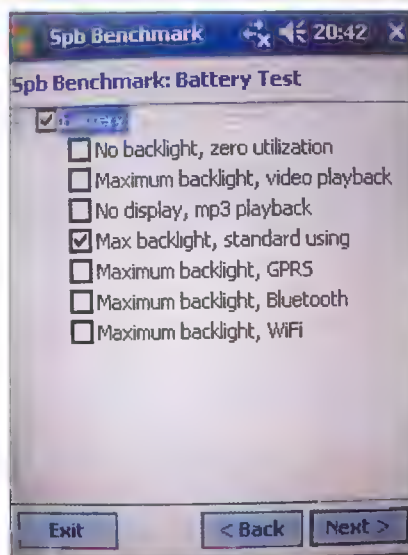 Spb Benchmark 20:42
Spb Benchmark: Battery Test
No backlight, zero utilization
Maximum backlight, video playback
No display, mp3 playback
Max backlight, standard using
Maximum backlight, GPRS
Maximum backlight, Bluetooth
Maximum backlight, WiFi
Exit < Back Next >